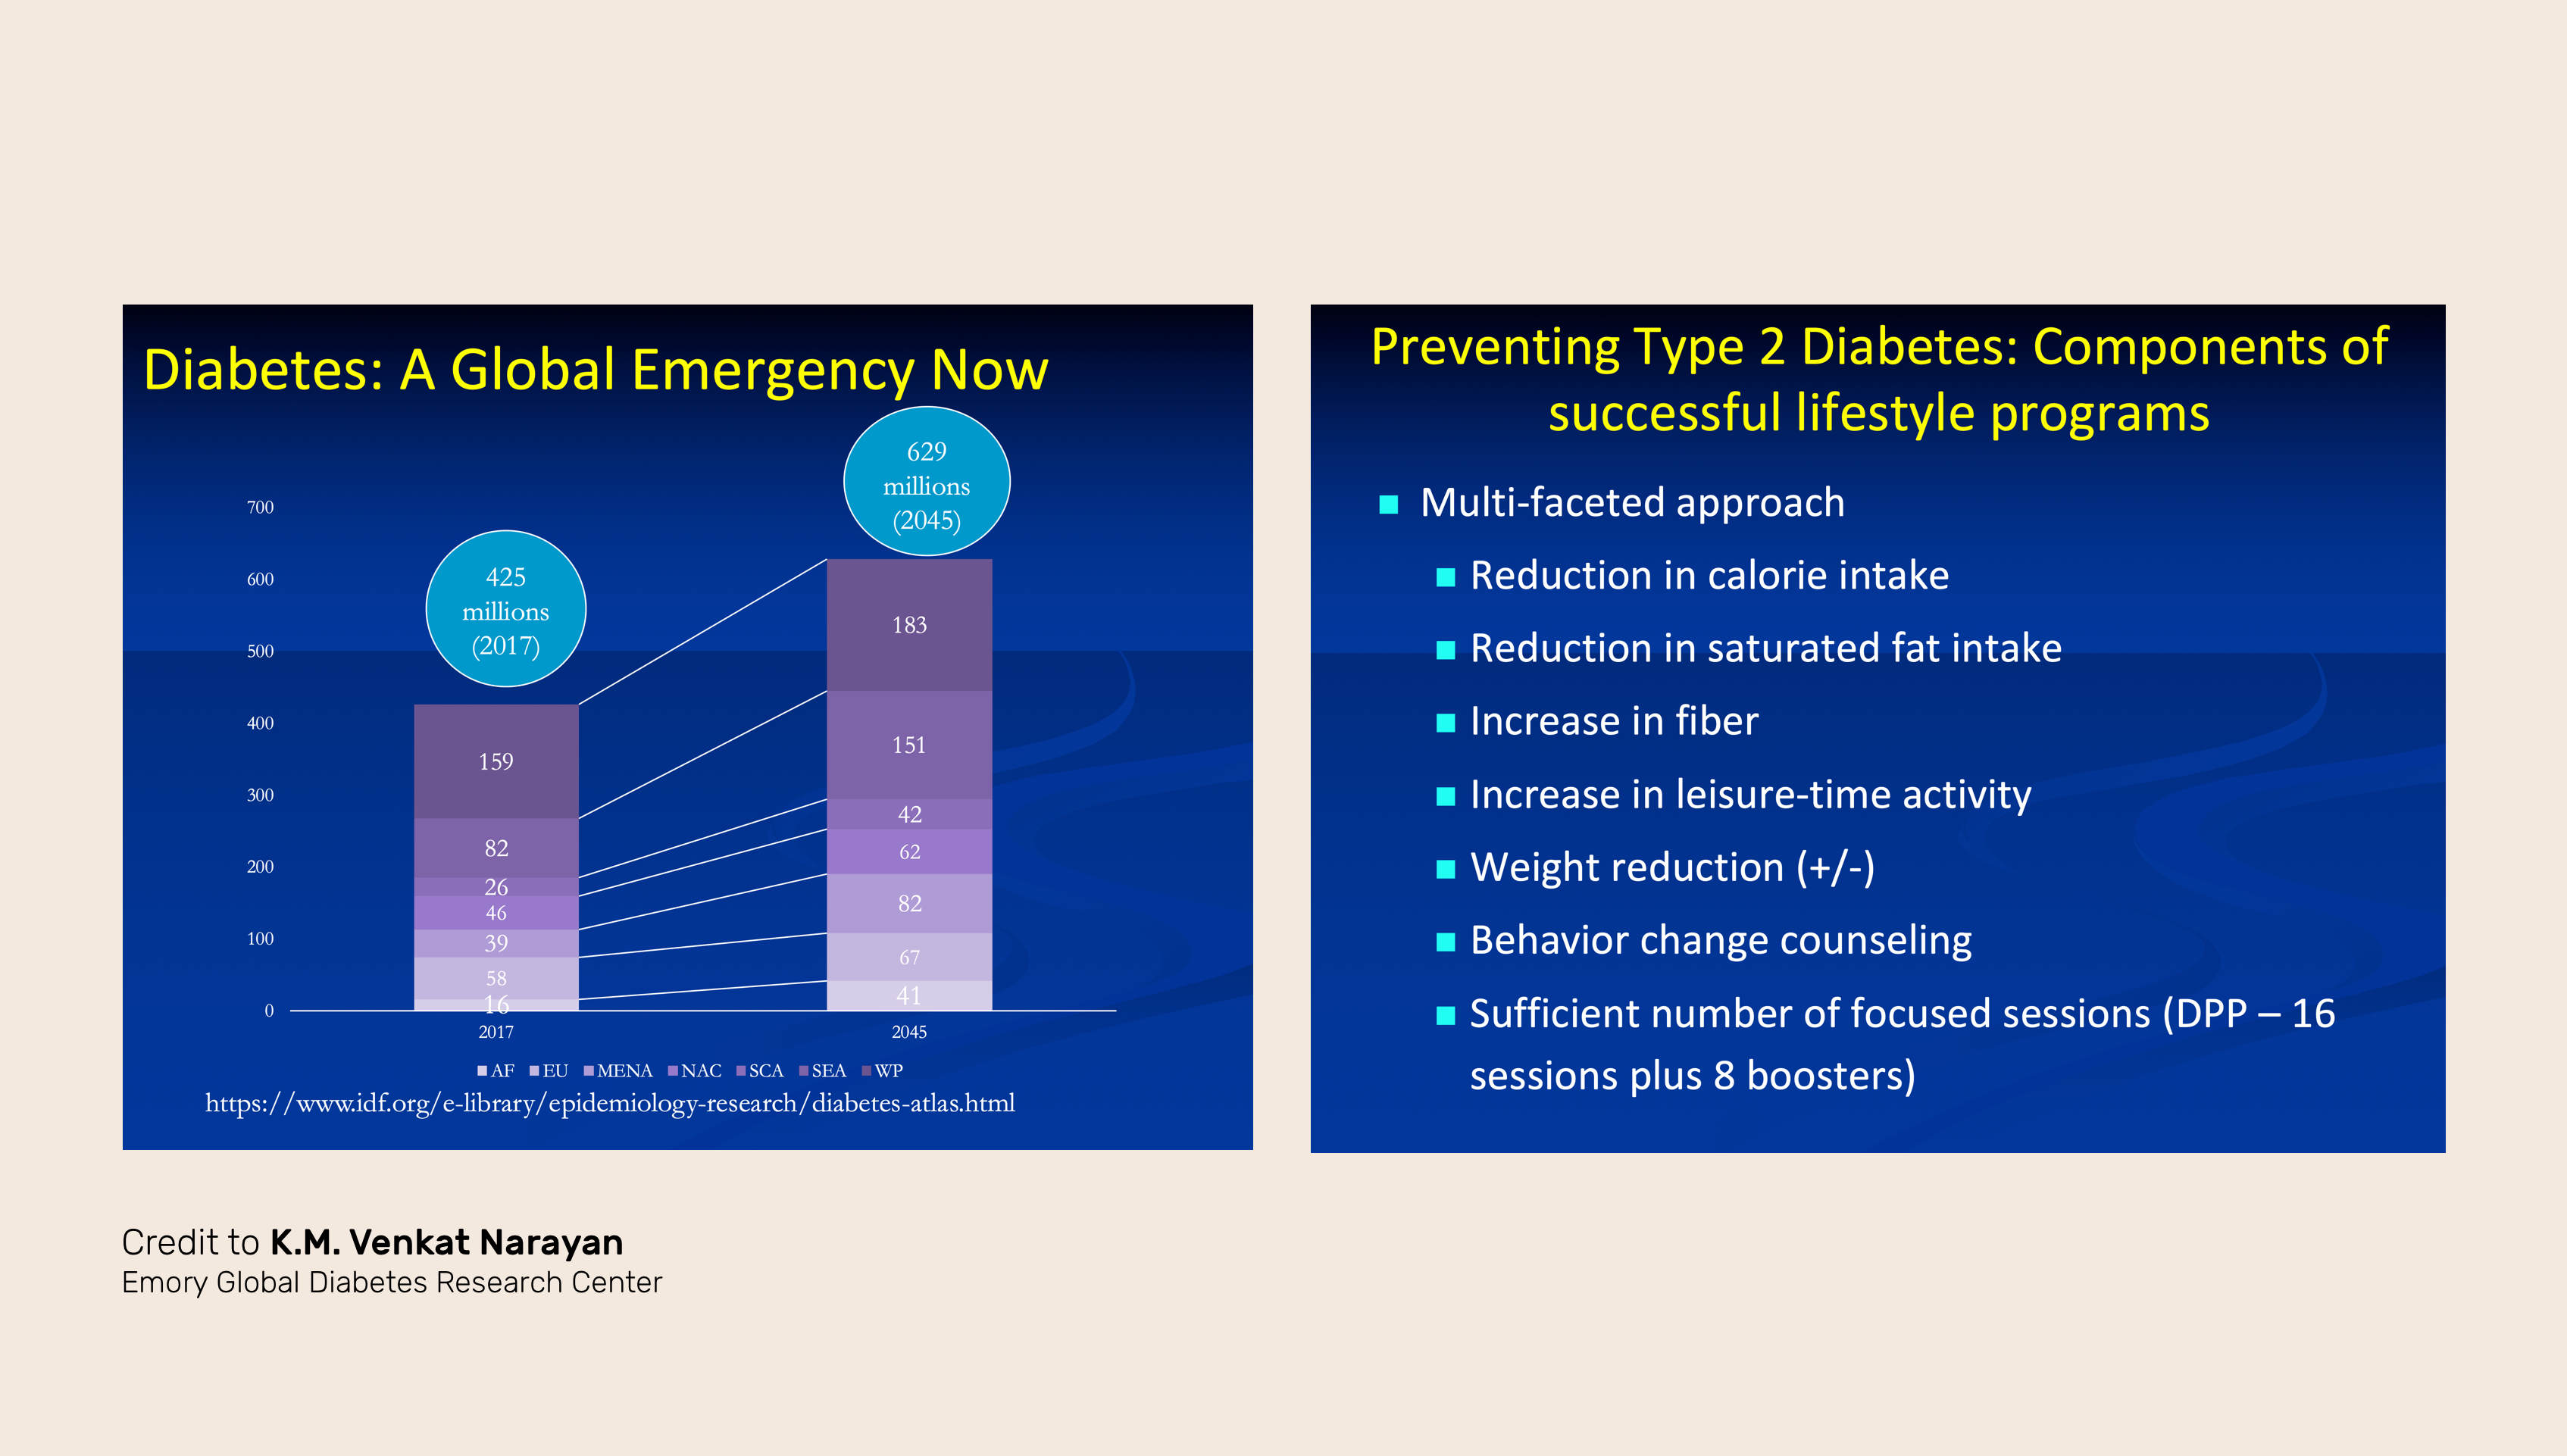 Diabetes: A Global Emergency Now
629
millions
(2045)
425
millions
(2017)
700
600
500
400
300
200
100
0
159
82
26
46
39
58
16
183
151
42
62
82
67
41
2017
2045
AF EU MENA NAC SCA SEA WP
https://www.idf.org/e-library/epidemiology-research/diabetes-atlas.html
Preventing Type 2 Diabetes: Components of
successful lifestyle programs
Multi-faceted approach
Reduction in calorie intake
Reduction in saturated fat intake
Increase in fiber
Increase in leisure-time activity
Weight reduction (+/-)
Behavior change counseling
Sufficient number of focused sessions (DPP – 16
sessions plus 8 boosters)
Credit to K.M. Venkat Narayan
Emory Global Diabetes Research Center